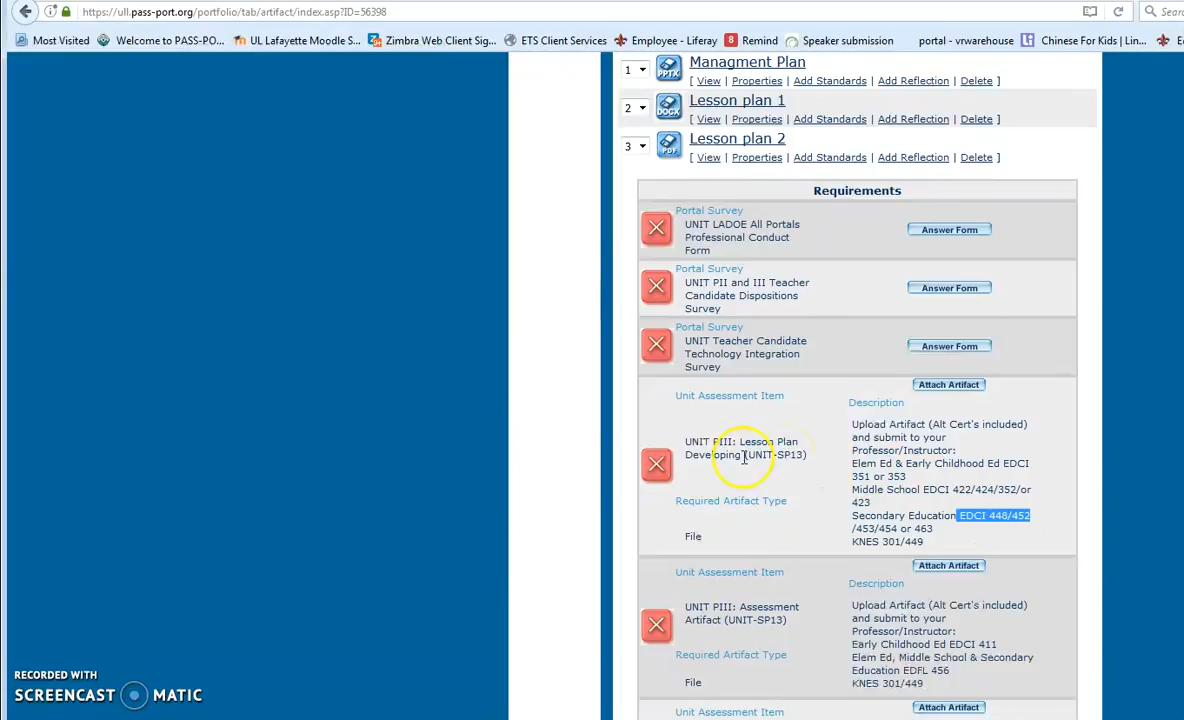 https://ull.pass-port.org/portfolio/tab/artifact/index.asp?ID=56398
Most Visited Welcome to PASS-PO... UL Lafayette Moodle S... Zimbra Web Client Sig... ETS Client Services Employee - Liferay 8 Remind Speaker submission portal - vrwarehouse Chinese For Kids | Lin...
1 PPTX Managment Plan
[ View | Properties | Add Standards | Add Reflection | Delete ]
2 DOCX Lesson plan 1
[ View | Properties | Add Standards | Add Reflection | Delete ]
3 PDF Lesson plan 2
[ View | Properties | Add Standards | Add Reflection | Delete ]
Requirements
Portal Survey
UNIT LADOE All Portals
Professional Conduct
Form
Answer Form
Portal Survey
UNIT PII and III Teacher
Candidate Dispositions
Survey
Answer Form
Portal Survey
UNIT Teacher Candidate
Technology Integration
Survey
Answer Form
Unit Assessment Item
UNIT PIII: Lesson Plan
Developing (UNIT-SP13)
Required Artifact Type
File
Attach Artifact
Description
Upload Artifact (Alt Cert's included)
and submit to your
Professor/Instructor:
Elem Ed & Early Childhood Ed EDCI
351 or 353
Middle School EDCI 422/424/352/or
423
Secondary Education EDCI 448/452
/453/454 or 463
KNES 301/449
Unit Assessment Item
UNIT PIII: Assessment
Artifact (UNIT-SP13)
Required Artifact Type
File
Attach Artifact
Description
Upload Artifact (Alt Cert's included)
and submit to your
Professor/Instructor:
Early Childhood Ed EDCI 411
Elem Ed, Middle School & Secondary
Education EDFL 456
KNES 301/449
Unit Assessment Item
Attach Artifact
RECORDED WITH
SCREENCAST MATIC